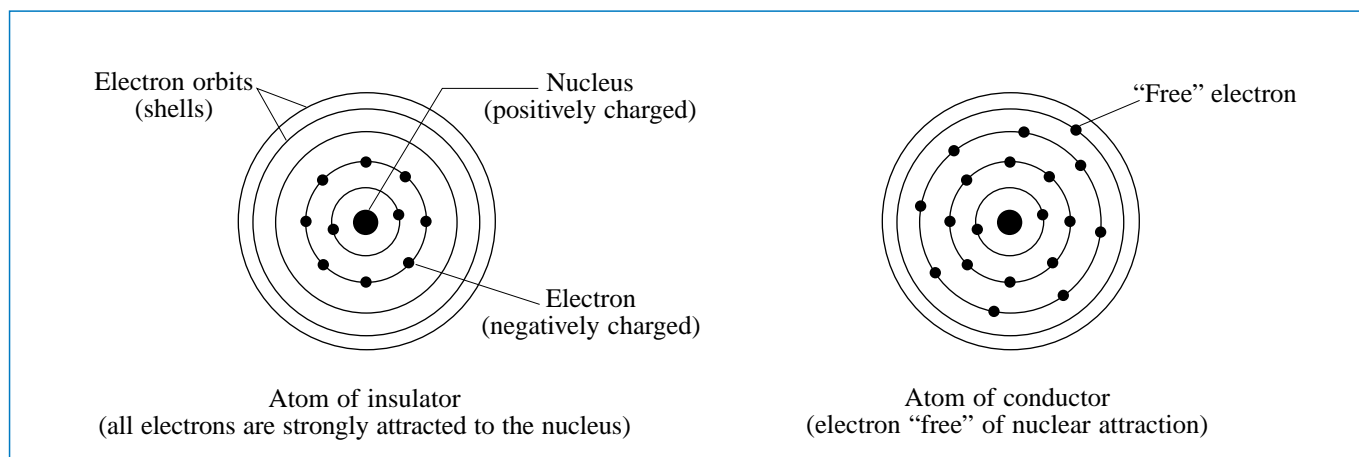 Electron orbits
(shells)
Nucleus
(positively charged)
Electron
(negatively charged)
Atom of insulator
(all electrons are strongly attracted to the nucleus)
“Free” electron
Atom of conductor
(electron “free” of nuclear attraction)